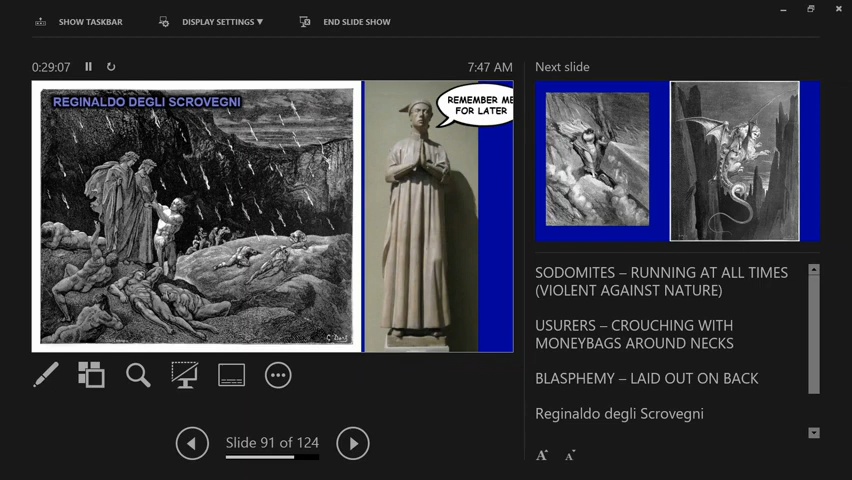 SHOW TASKBAR
DISPLAY SETTINGS ▼
END SLIDE SHOW
0:29:07
7:47 AM
REGINALDO DEGLI SCROVEGNI
REMEMBER ME
FOR LATER
Slide 91 of 124
Next slide
SODOMITES – RUNNING AT ALL TIMES
(VIOLENT AGAINST NATURE)
USURERS – CROUCHING WITH
MONEYBAGS AROUND NECKS
BLASPHEMY – LAID OUT ON BACK
Reginaldo degli Scrovegni
A A